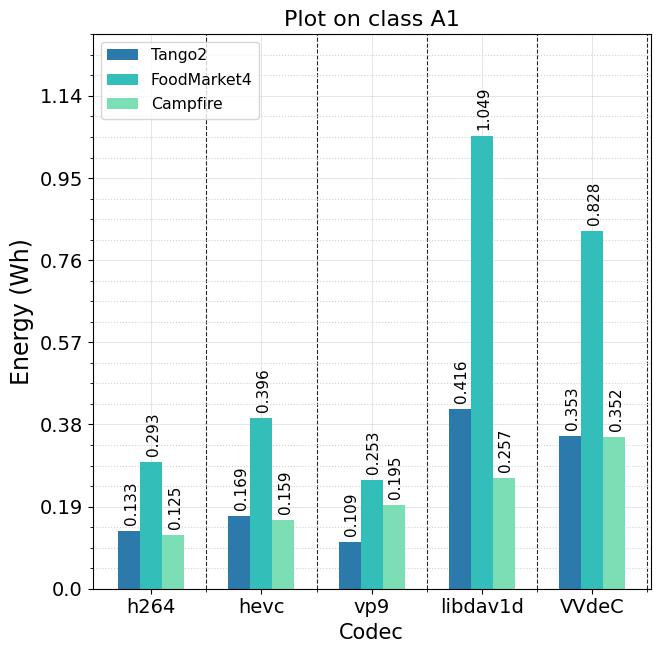 Plot on class A1
Tango2
FoodMarket4
Campfire
Energy (Wh)
1.14
0.95
0.76
0.57
0.38
0.19
0.0
0.133
0.293
0.125
0.169
0.396
0.159
0.109
0.253
0.195
0.416
1.049
0.257
0.353
0.828
0.352
h264
hevc
vp9
libdav1d
VVdeC
Codec